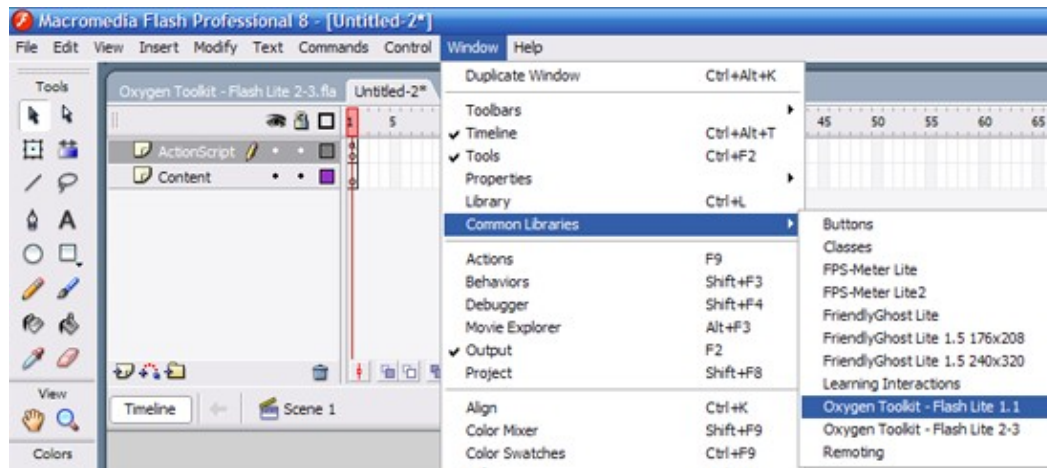 Macromedia Flash Professional 8 - [Untitled-2*]
File Edit View Insert Modify Text Commands Control Window Help
Tools
Oxygen Toolkit - Flash Lite 2-3.fla Untitled-2*
1 5 45 50 55 60 65
ActionScript
Content
Timeline
Scene 1
View
Colors
Duplicate Window Ctrl+Alt+K
Toolbars
Timeline Ctrl+Alt+T
Tools Ctrl+F2
Properties
Library Ctrl+L
Common Libraries
Actions F9
Behaviors Shift+F3
Debugger Shift+F4
Movie Explorer Alt+F3
Output F2
Project Shift+F8
Align Ctrl+K
Color Mixer Shift+F9
Color Swatches Ctrl+F9
Buttons
Classes
FPS-Meter Lite
FPS-Meter Lite2
FriendlyGhost Lite
FriendlyGhost Lite 1.5 176x208
FriendlyGhost Lite 1.5 240x320
Learning Interactions
Oxygen Toolkit - Flash Lite 1.1
Oxygen Toolkit - Flash Lite 2-3
Remoting